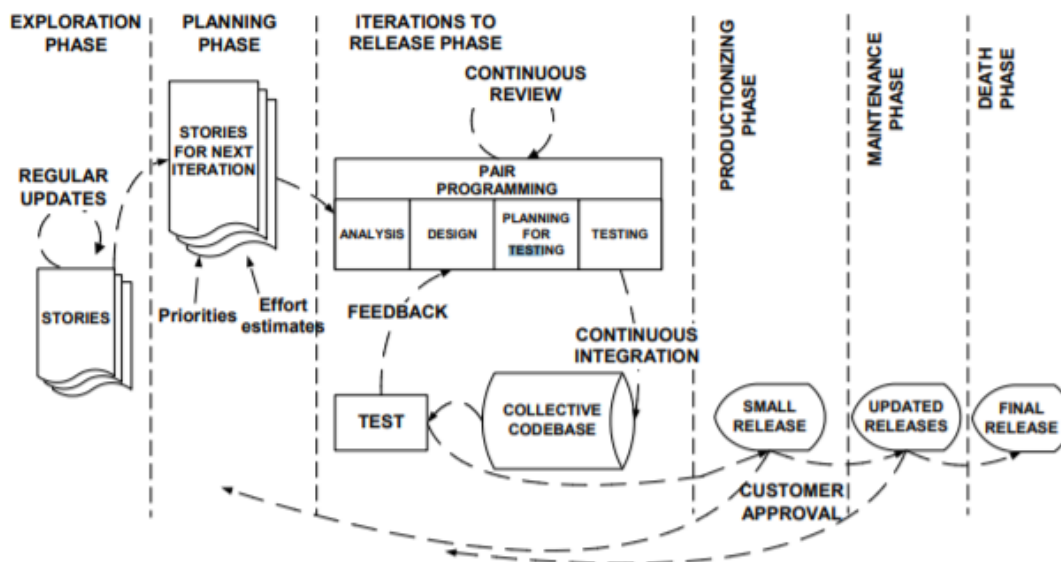 EXPLORATION
PHASE
PLANNING
PHASE
ITERATIONS TO
RELEASE PHASE
PRODUCTIONIZING
PHASE
MAINTENANCE
PHASE
DEATH
PHASE
REGULAR
UPDATES
STORIES
STORIES
FOR NEXT
ITERATION
Priorities
Effort
estimates
CONTINUOUS
REVIEW
PAIR
PROGRAMMING
ANALYSIS
DESIGN
PLANNING
FOR
TESTING
TESTING
FEEDBACK
CONTINUOUS
INTEGRATION
TEST
COLLECTIVE
CODEBASE
SMALL
RELEASE
UPDATED
RELEASES
FINAL
RELEASE
CUSTOMER
APPROVAL